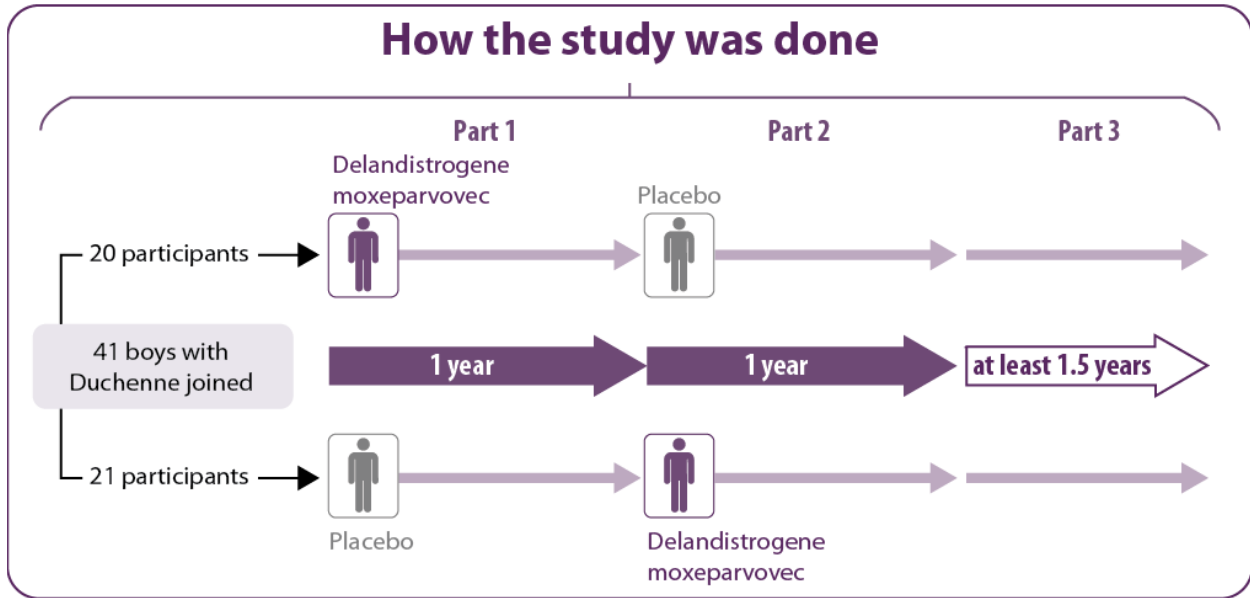 How the study was done
Part 1
Part 2
Part 3
Delandistrogene
moxeparvovec
Placebo
20 participants
41 boys with
Duchenne joined
1 year
1 year
at least 1.5 years
21 participants
Placebo
Delandistrogene
moxeparvovec